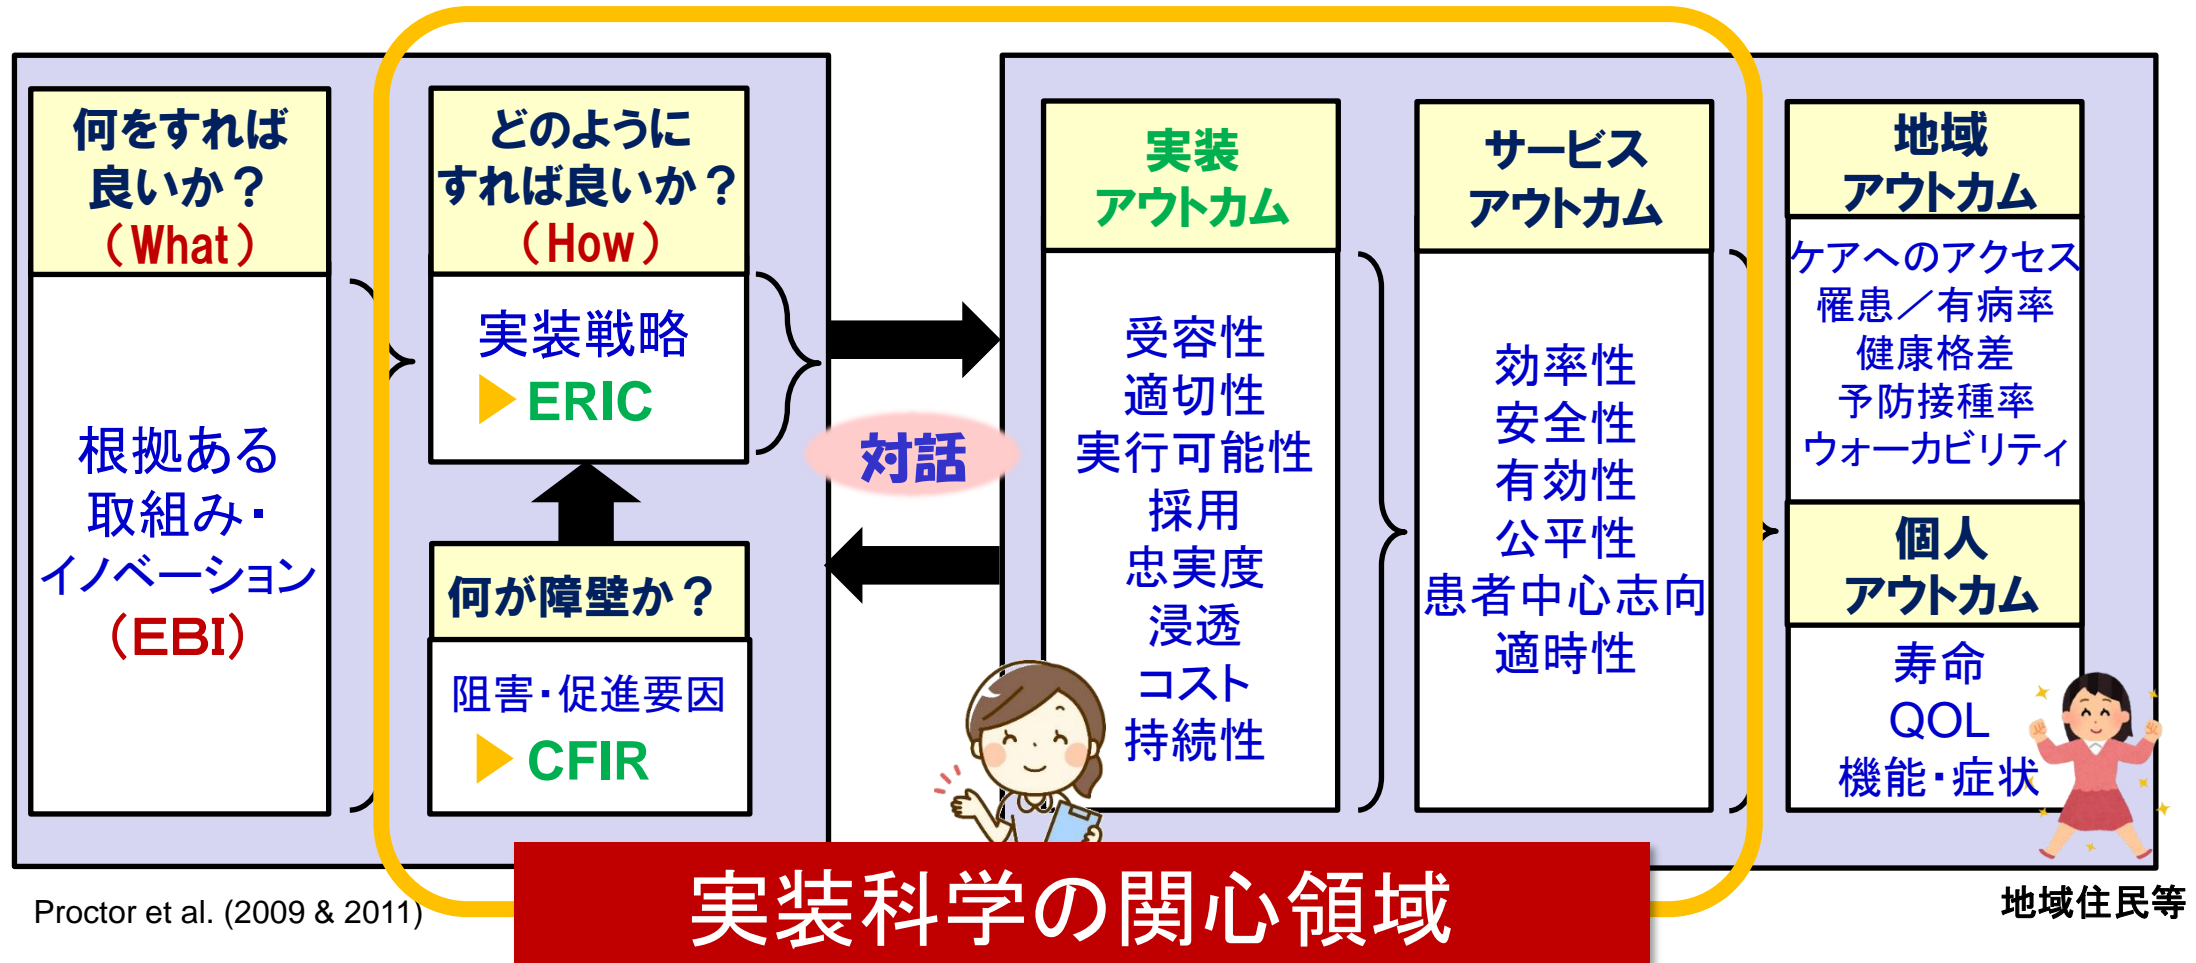 何をすれば
良いか？
（What）
根拠ある
取組み・
イノベーション
（EBI）
どのように
すれば良いか？
（How）
実装戦略
ERIC
何が障壁か？
阻害・促進要因
CFIR
対話
実装
アウトカム
受容性
適切性
実行可能性
採用
忠実度
浸透
コスト
持続性
サービス
アウトカム
効率性
安全性
有効性
公平性
患者中心志向
適時性
地域
アウトカム
ケアへのアクセス
罹患／有病率
健康格差
予防接種率
ウォーカビリティ
個人
アウトカム
寿命
QOL
機能・症状
Proctor et al. (2009 & 2011)
実装科学の関心領域
地域住民等